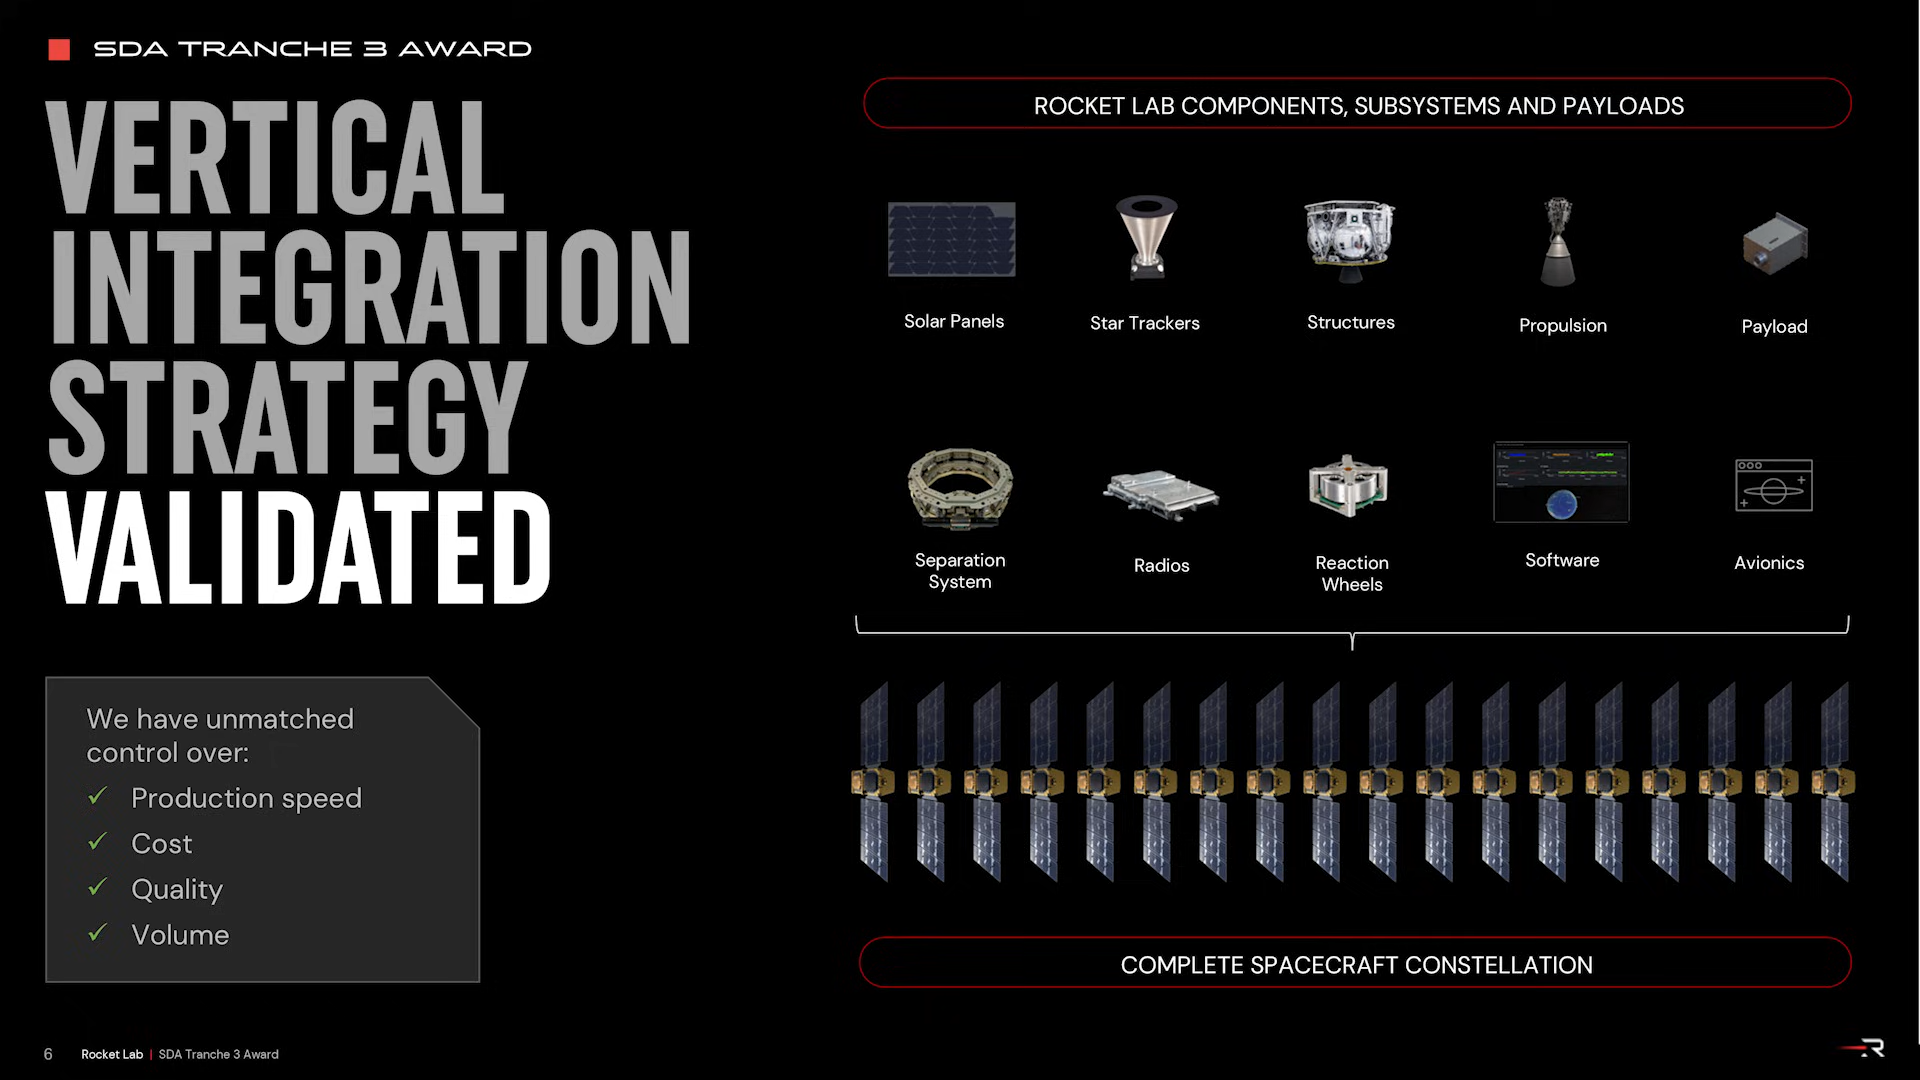 SDA TRANCHE 3 AWARD
VERTICAL
INTEGRATION
STRATEGY
VALIDATED
We have unmatched
control over:
✓ Production speed
✓ Cost
✓ Quality
✓ Volume
ROCKET LAB COMPONENTS, SUBSYSTEMS AND PAYLOADS
Solar Panels
Star Trackers
Structures
Propulsion
Payload
Separation
System
Radios
Reaction
Wheels
Software
Avionics
COMPLETE SPACECRAFT CONSTELLATION
6 Rocket Lab | SDA Tranche 3 Award